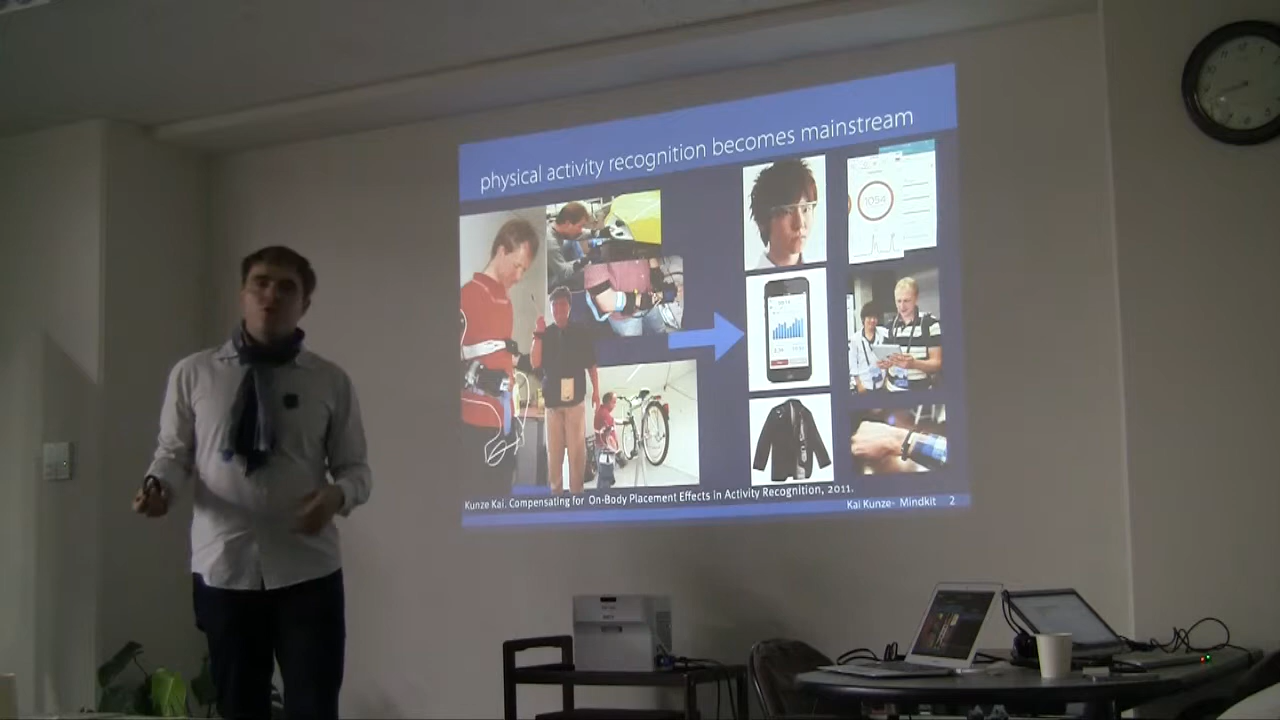 physical activity recognition becomes mainstream
1054
Kunze Kai. Compensating for On-Body Placement Effects in Activity Recognition, 2011.
Kai Kunze- Mindkit 2